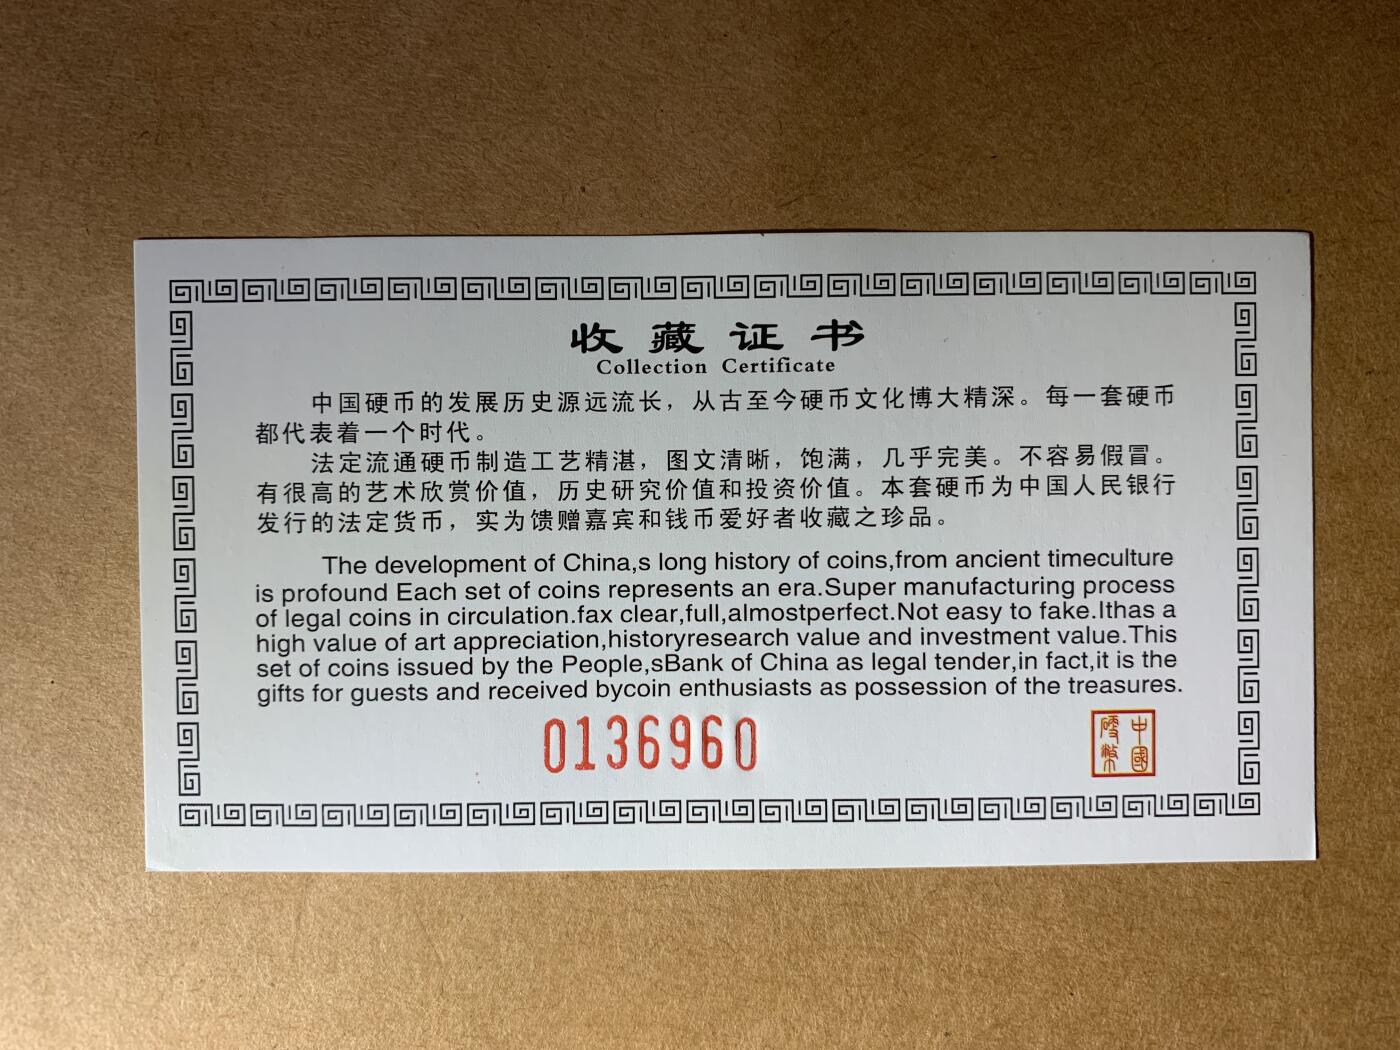 收藏证书
Collection Certificate
中国硬币的发展历史源远流长，从古至今硬币文化博大精深。每一套硬币
都代表着一个时代。
法定流通硬币制造工艺精湛，图文清晰，饱满，几乎完美。不容易假冒。
有很高的艺术欣赏价值，历史研究价值和投资价值。本套硬币为中国人民银行
发行的法定货币，实为馈赠嘉宾和钱币爱好者收藏之珍品。
The development of China,s long history of coins,from ancient timeculture
is profound Each set of coins represents an era.Super manufacturing process
of legal coins in circulation.fax clear,full,almostperfect.Not easy to fake.Ithas a
high value of art appreciation,historyresearch value and investment value.This
set of coins issued by the People,sBank of China as legal tender,in fact,it is the
gifts for guests and received bycoin enthusiasts as possession of the treasures.
0136960
中國
硬幣